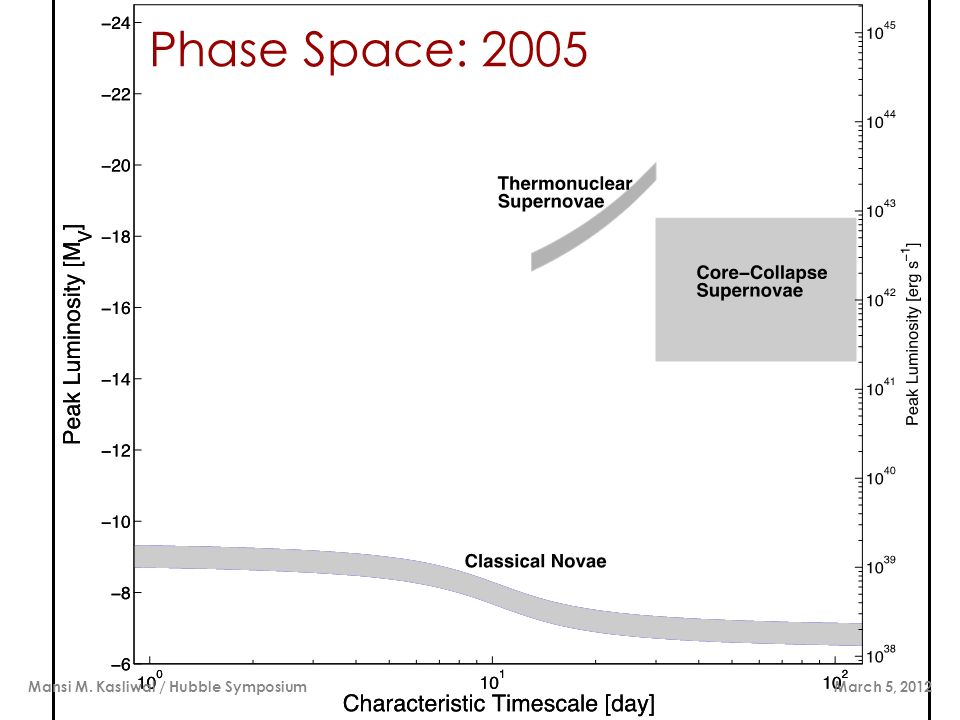 Phase Space: 2005
−24
−22
−20
−18
−16
−14
−12
−10
−8
−6
Peak Luminosity [M_V]
10^45
10^44
10^43
10^42
10^41
10^40
10^39
10^38
Peak Luminosity [erg s^−1]
Thermonuclear
Supernovae
Core−Collapse
Supernovae
Classical Novae
10^0
10^1
10^2
Characteristic Timescale [day]
Mansi M. Kasliwal / Hubble Symposium
March 5, 2012